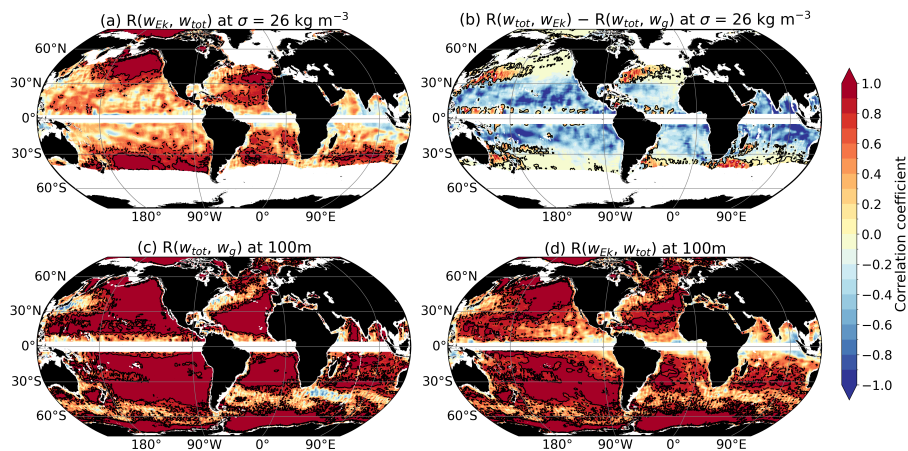 (a) R(w_Ek, w_tot) at σ = 26 kg m⁻³
(b) R(w_tot, w_Ek) − R(w_tot, w_g) at σ = 26 kg m⁻³
60°N
30°N
0°
30°S
60°S
180°
90°W
0°
90°E
60°N
30°N
0°
30°S
60°S
180°
90°W
0°
90°E
(c) R(w_tot, w_g) at 100m
(d) R(w_Ek, w_tot) at 100m
60°N
30°N
0°
30°S
60°S
180°
90°W
0°
90°E
60°N
30°N
0°
30°S
60°S
180°
90°W
0°
90°E
1.0
0.8
0.6
0.4
0.2
0.0
−0.1
−0.4
−0.6
−0.8
−1.0
Correlation coefficient